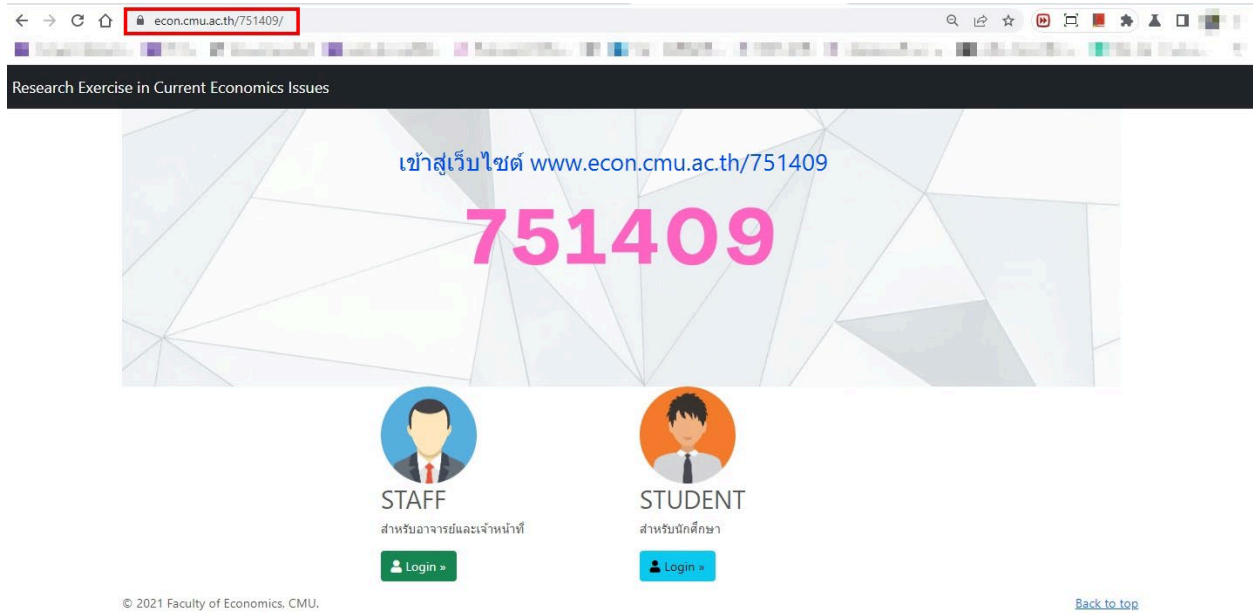 econ.cmu.ac.th/751409/
Research Exercise in Current Economics Issues
เข้าสู่เว็บไซต์ www.econ.cmu.ac.th/751409
751409
STAFF
สำหรับอาจารย์และเจ้าหน้าที่
Login »
STUDENT
สำหรับนักศึกษา
Login »
© 2021 Faculty of Economics, CMU.
Back to top